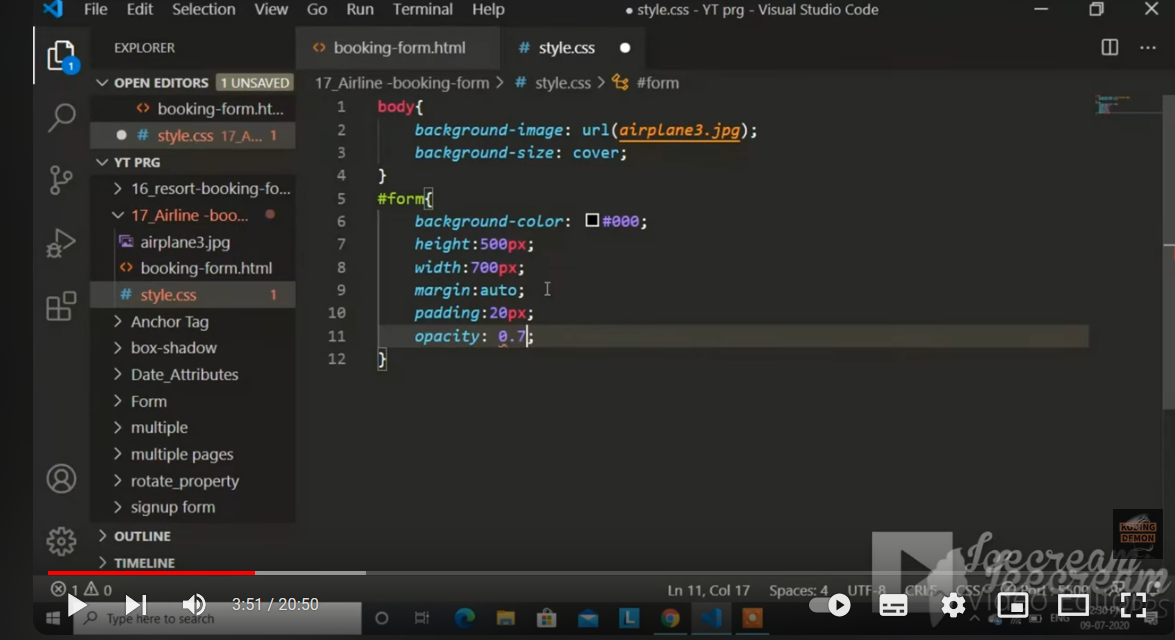 File Edit Selection View Go Run Terminal Help ● style.css - YT prg - Visual Studio Code
EXPLORER
<> booking-form.html # style.css ●
OPEN EDITORS 1 UNSAVED
17_Airline -booking-form > # style.css > #form
<> booking-form.ht...
● # style.css 17_A... 1
YT PRG
> 16_resort-booking-fo...
17_Airline -boo...
airplane3.jpg
<> booking-form.html
# style.css 1
> Anchor Tag
> box-shadow
> Date_Attributes
> Form
> multiple
> multiple pages
> rotate_property
> signup form
> OUTLINE
> TIMELINE
1
1 body{
2 background-image: url(airplane3.jpg);
3 background-size: cover;
4 }
5 #form{
6 background-color: #000;
7 height:500px;
8 width:700px;
9 margin:auto;
10 padding:20px;
11 opacity: 0.7;
12 }
KODING
DEMON
Icecream
Icecream
Video Editor
1 0
Ln 11, Col 17 Spaces: 4 UTF-8 CRLF CSS
3:51 / 20:50
Type here to search
L
ENG
09-07-2020